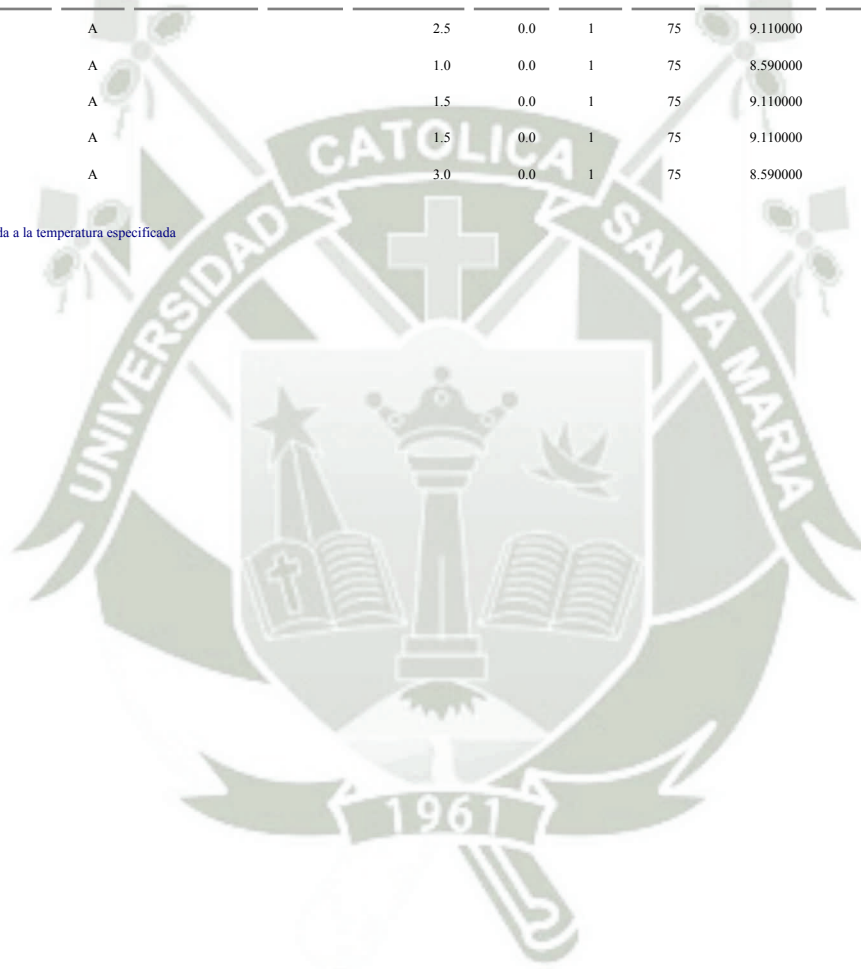 A 2.5 0.0 1 75 9.110000
A 1.0 0.0 1 75 8.590000
A 1.5 0.0 1 75 9.110000
A 1.5 0.0 1 75 9.110000
A 3.0 0.0 1 75 8.590000
da a la temperatura especificada
UNIVERSIDAD CATOLICA SANTA MARIA
1961